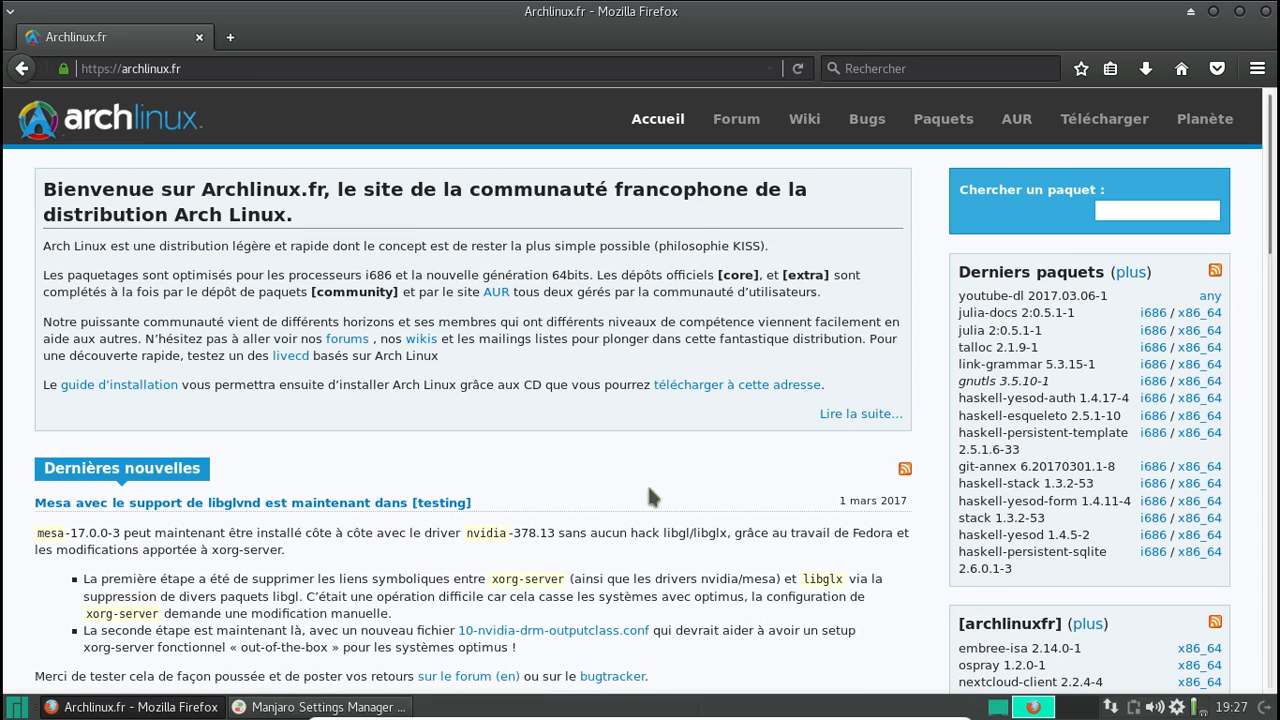 Archlinux.fr - Mozilla Firefox
Archlinux.fr
https://archlinux.fr
Rechercher
archlinux.
Accueil
Forum
Wiki
Bugs
Paquets
AUR
Télécharger
Planète
Bienvenue sur Archlinux.fr, le site de la communauté francophone de la
distribution Arch Linux.
Arch Linux est une distribution légère et rapide dont le concept est de rester la plus simple possible (philosophie KISS).
Les paquetages sont optimisés pour les processeurs i686 et la nouvelle génération 64bits. Les dépôts officiels [core], et [extra] sont
complétés à la fois par le dépôt de paquets [community] et par le site AUR tous deux gérés par la communauté d’utilisateurs.
Notre puissante communauté vient de différents horizons et ses membres qui ont différents niveaux de compétence viennent facilement en
aide aux autres. N’hésitez pas à aller voir nos forums , nos wikis et les mailings listes pour plonger dans cette fantastique distribution. Pour
une découverte rapide, testez un des livecd basés sur Arch Linux
Le guide d’installation vous permettra ensuite d’installer Arch Linux grâce aux CD que vous pourrez télécharger à cette adresse.
Lire la suite…
Dernières nouvelles
Mesa avec le support de libglvnd est maintenant dans [testing]
1 mars 2017
mesa-17.0.0-3 peut maintenant être installé côte à côte avec le driver nvidia-378.13 sans aucun hack libgl/libglx, grâce au travail de Fedora et
les modifications apportée à xorg-server.
La première étape a été de supprimer les liens symboliques entre xorg-server (ainsi que les drivers nvidia/mesa) et libglx via la
suppression de divers paquets libgl. C’était une opération difficile car cela casse les systèmes avec optimus, la configuration de
xorg-server demande une modification manuelle.
La seconde étape est maintenant là, avec un nouveau fichier 10-nvidia-drm-outputclass.conf qui devrait aider à avoir un setup
xorg-server fonctionnel « out-of-the-box » pour les systèmes optimus !
Merci de tester cela de façon poussée et de poster vos retours sur le forum (en) ou sur le bugtracker.
Chercher un paquet :
Derniers paquets (plus)
youtube-dl 2017.03.06-1 any
julia-docs 2:0.5.1-1 i686 / x86_64
julia 2:0.5.1-1 i686 / x86_64
talloc 2.1.9-1 i686 / x86_64
link-grammar 5.3.15-1 i686 / x86_64
gnutls 3.5.10-1 i686 / x86_64
haskell-yesod-auth 1.4.17-4 i686 / x86_64
haskell-esqueleto 2.5.1-10 i686 / x86_64
haskell-persistent-template i686 / x86_64
2.5.1.6-33
git-annex 6.20170301.1-8 i686 / x86_64
haskell-stack 1.3.2-53 i686 / x86_64
haskell-yesod-form 1.4.11-4 i686 / x86_64
stack 1.3.2-53 i686 / x86_64
haskell-yesod 1.4.5-2 i686 / x86_64
haskell-persistent-sqlite i686 / x86_64
2.6.0.1-3
[archlinuxfr] (plus)
embree-isa 2.14.0-1 x86_64
ospray 1.2.0-1 x86_64
nextcloud-client 2.2.4-4 x86_64
Archlinux.fr - Mozilla Firefox
Manjaro Settings Manager ...
19:27